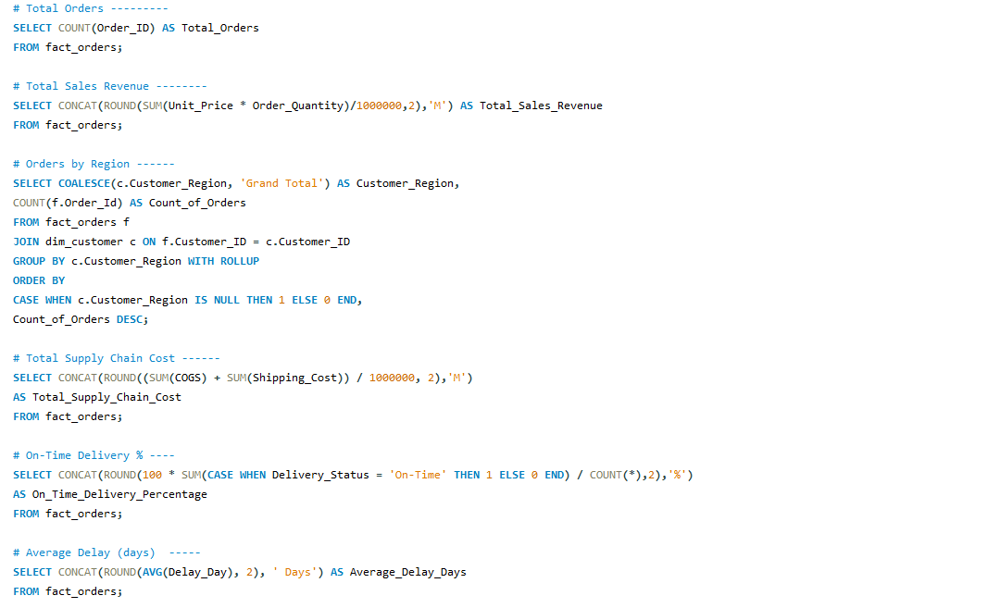 # Total Orders ---------
SELECT COUNT(Order_ID) AS Total_Orders
FROM fact_orders;
# Total Sales Revenue --------
SELECT CONCAT(ROUND(SUM(Unit_Price * Order_Quantity)/1000000,2),'M') AS Total_Sales_Revenue
FROM fact_orders;
# Orders by Region ------
SELECT COALESCE(c.Customer_Region, 'Grand Total') AS Customer_Region,
COUNT(f.Order_Id) AS Count_of_Orders
FROM fact_orders f
JOIN dim_customer c ON f.Customer_ID = c.Customer_ID
GROUP BY c.Customer_Region WITH ROLLUP
ORDER BY
CASE WHEN c.Customer_Region IS NULL THEN 1 ELSE 0 END,
Count_of_Orders DESC;
# Total Supply Chain Cost ------
SELECT CONCAT(ROUND((SUM(COGS) + SUM(Shipping_Cost)) / 1000000, 2),'M')
AS Total_Supply_Chain_Cost
FROM fact_orders;
# On-Time Delivery % ----
SELECT CONCAT(ROUND(100 * SUM(CASE WHEN Delivery_Status = 'On-Time' THEN 1 ELSE 0 END) / COUNT(*),2),'%')
AS On_Time_Delivery_Percentage
FROM fact_orders;
# Average Delay (days)  -----
SELECT CONCAT(ROUND(AVG(Delay_Day), 2), ' Days') AS Average_Delay_Days
FROM fact_orders;